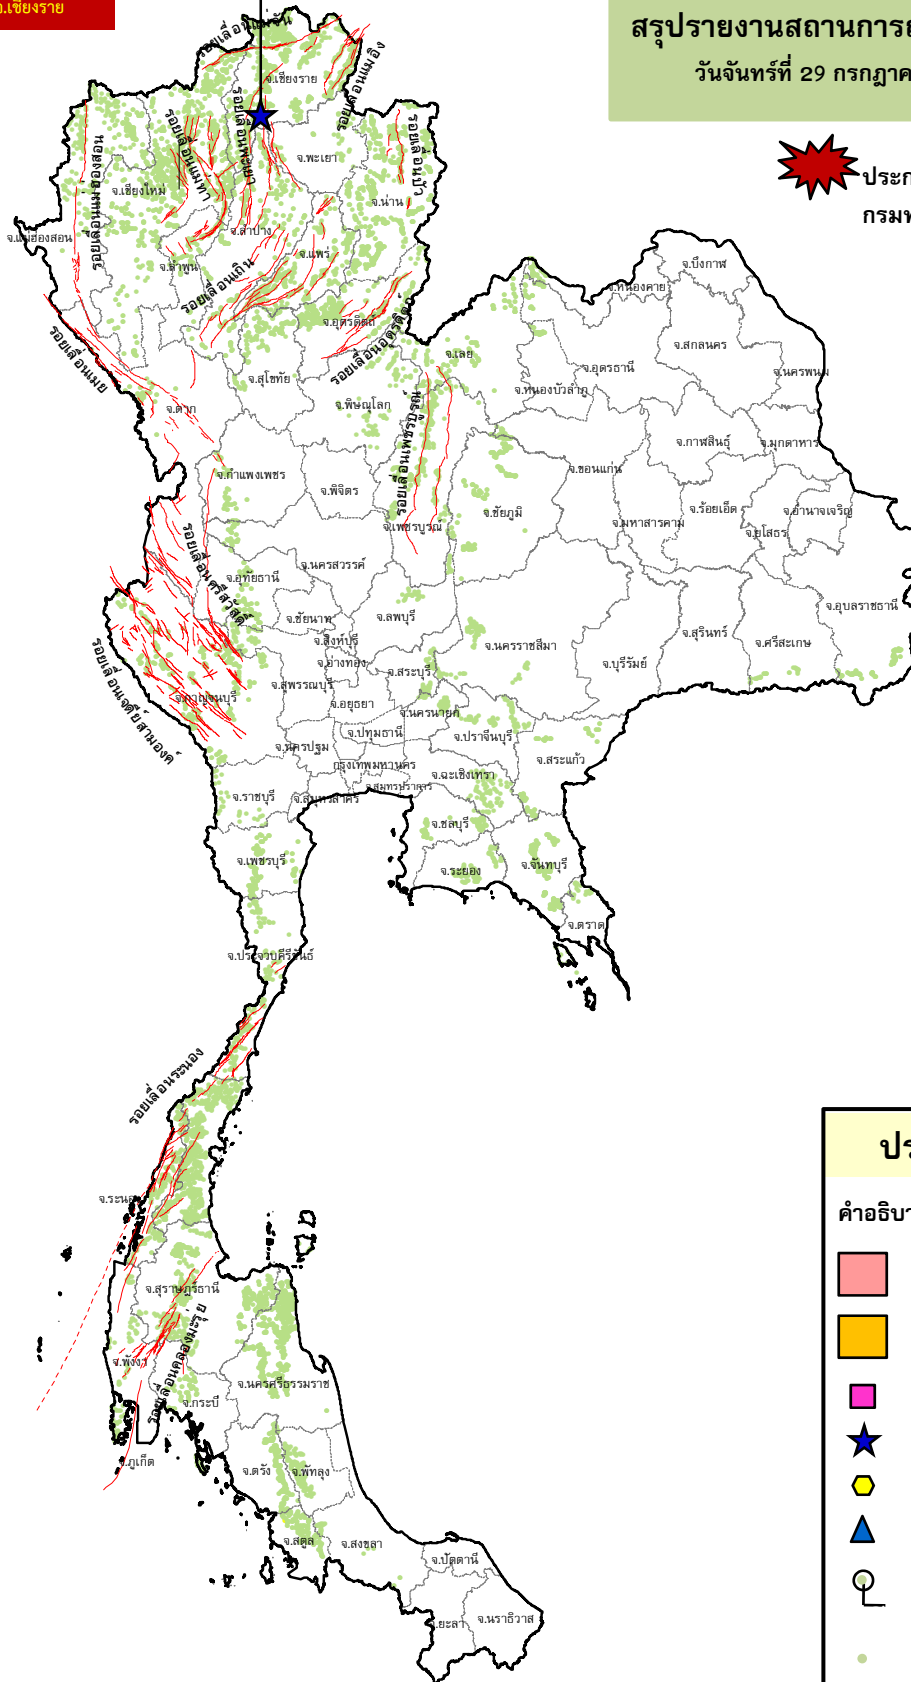 จ.เชียงราย
สรุปรายงานสถานการณ
วันจันทร์ที่ 29 กรกฎาค
ประก
กรมท
รอยเลื่อนแม่จัน
รอยเลื่อนแม่อิง
จ.เชียงราย
รอยเลื่อนพะเยา
จ.พะเยา
รอยเลื่อนปัว
จ.น่าน
รอยเลื่อนแม่ทา
รอยเลื่อนแม่ฮ่องสอน
จ.เชียงใหม่
จ.แม่ฮ่องสอน
จ.ลำปาง
จ.แพร่
จ.ลำพูน
รอยเลื่อนเถิน
จ.อุตรดิตถ์
รอยเลื่อนอุตรดิตถ์
รอยเลื่อนเมย
จ.สุโขทัย
จ.ตาก
จ.พิษณุโลก
จ.เลย
จ.หนองบัวลำภู
จ.อุดรธานี
จ.หนองคาย
จ.บึงกาฬ
จ.สกลนคร
จ.นครพนม
รอยเลื่อนเพชรบูรณ์
จ.กำแพงเพชร
จ.พิจิตร
จ.เพชรบูรณ์
จ.ชัยภูมิ
จ.ขอนแก่น
จ.กาฬสินธุ์
จ.มุกดาหาร
จ.มหาสารคาม
จ.ร้อยเอ็ด
จ.ยโสธร
จ.อำนาจเจริญ
จ.อุบลราชธานี
รอยเลื่อนศรีสวัสดิ์
จ.อุทัยธานี
จ.นครสวรรค์
จ.ชัยนาท
จ.ลพบุรี
จ.สิงห์บุรี
จ.อ่างทอง
จ.สระบุรี
จ.นครราชสีมา
จ.บุรีรัมย์
จ.สุรินทร์
จ.ศรีสะเกษ
รอยเลื่อนเจดีย์สามองค์
จ.กาญจนบุรี
จ.สุพรรณบุรี
จ.อยุธยา
จ.นครนายก
จ.ปทุมธานี
จ.ปราจีนบุรี
จ.สระแก้ว
จ.นครปฐม
กรุงเทพมหานคร
จ.ฉะเชิงเทรา
จ.สมุทรปราการ
จ.สมุทรสาคร
จ.ราชบุรี
จ.ชลบุรี
จ.เพชรบุรี
จ.ระยอง
จ.จันทบุรี
จ.ตราด
จ.ประจวบคีรีขันธ์
รอยเลื่อนระนอง
จ.ระนอง
จ.สุราษฎร์ธานี
รอยเลื่อนคลองมะรุ่ย
จ.พังงา
จ.กระบี่
จ.นครศรีธรรมราช
จ.ภูเก็ต
จ.ตรัง
จ.พัทลุง
จ.สตูล
จ.สงขลา
จ.ปัตตานี
จ.ยะลา
จ.นราธิวาส
ปร
คำอธิบา